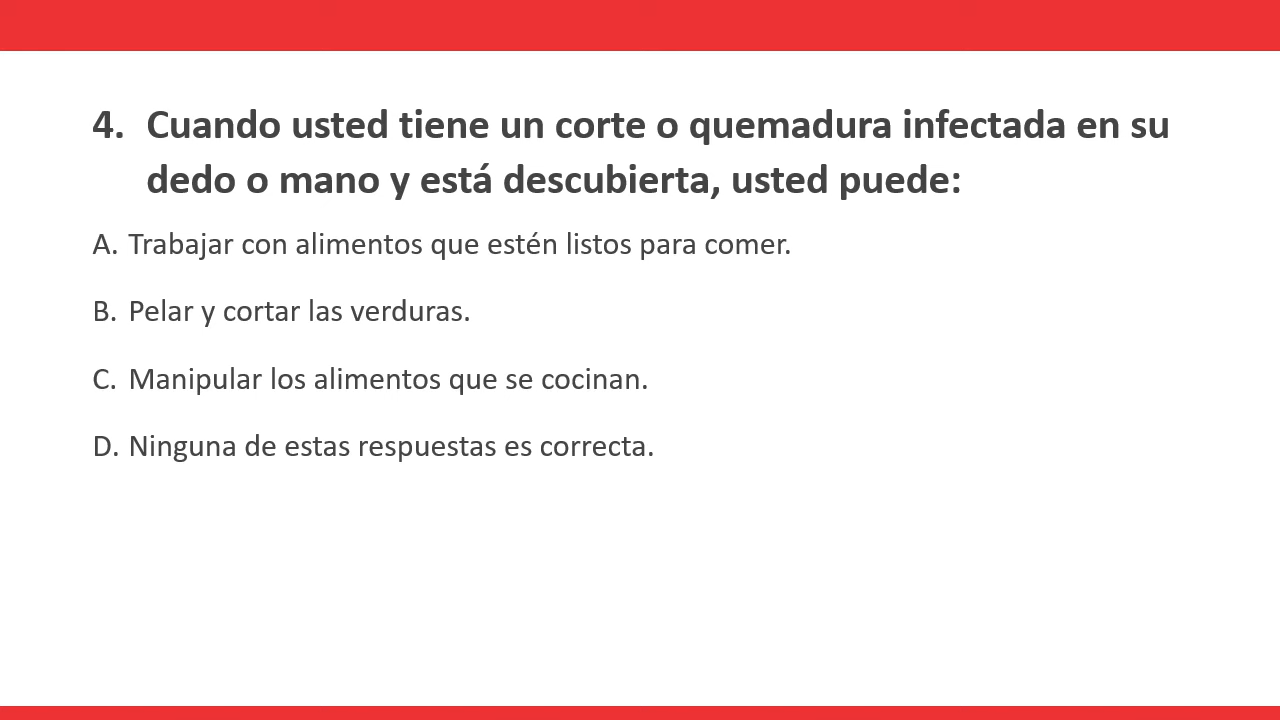 4. Cuando usted tiene un corte o quemadura infectada en su
dedo o mano y está descubierta, usted puede:
A. Trabajar con alimentos que estén listos para comer.
B. Pelar y cortar las verduras.
C. Manipular los alimentos que se cocinan.
D. Ninguna de estas respuestas es correcta.